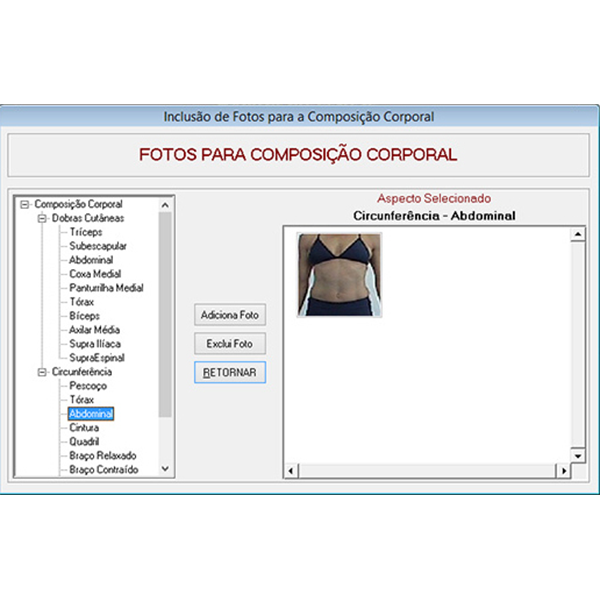 Inclusão de Fotos para a Composição Corporal
FOTOS PARA COMPOSIÇÃO CORPORAL
Composição Corporal
Dobras Cutâneas
Tríceps
Subescapular
Abdominal
Coxa Medial
Panturrilha Medial
Tórax
Bíceps
Axilar Média
Supra Ilíaca
SupraEspinal
Circunferência
Pescoço
Tórax
Abdominal
Cintura
Quadril
Braço Relaxado
Braço Contraído
Adiciona Foto
Exclui Foto
RETORNAR
Aspecto Selecionado
Circunferência - Abdominal